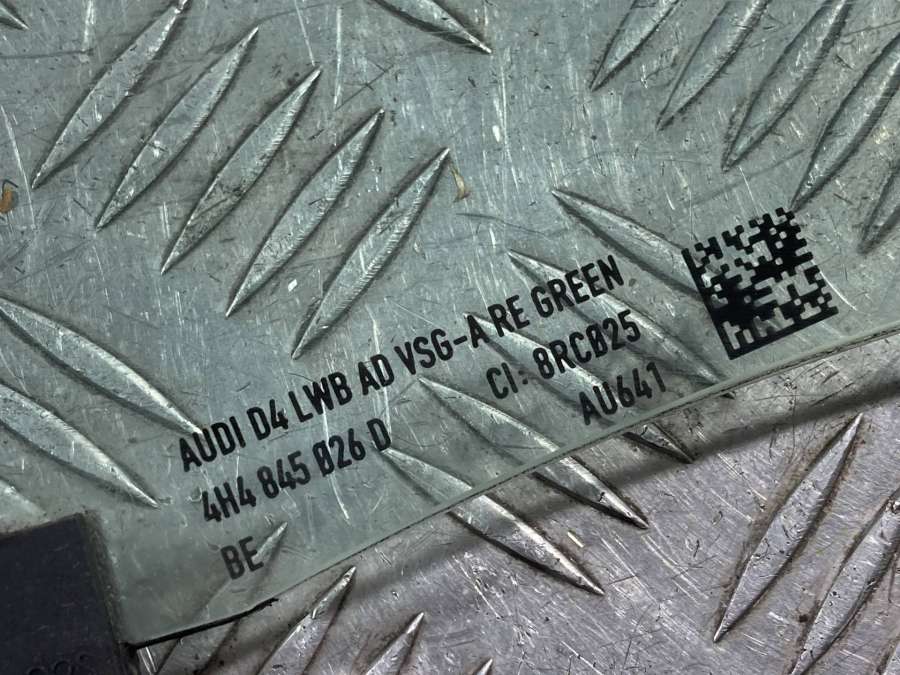 AUDI D4 LWB AD VSG-A RE GREEN
4H4 845 026 D CI: 8RC025
BE AU641